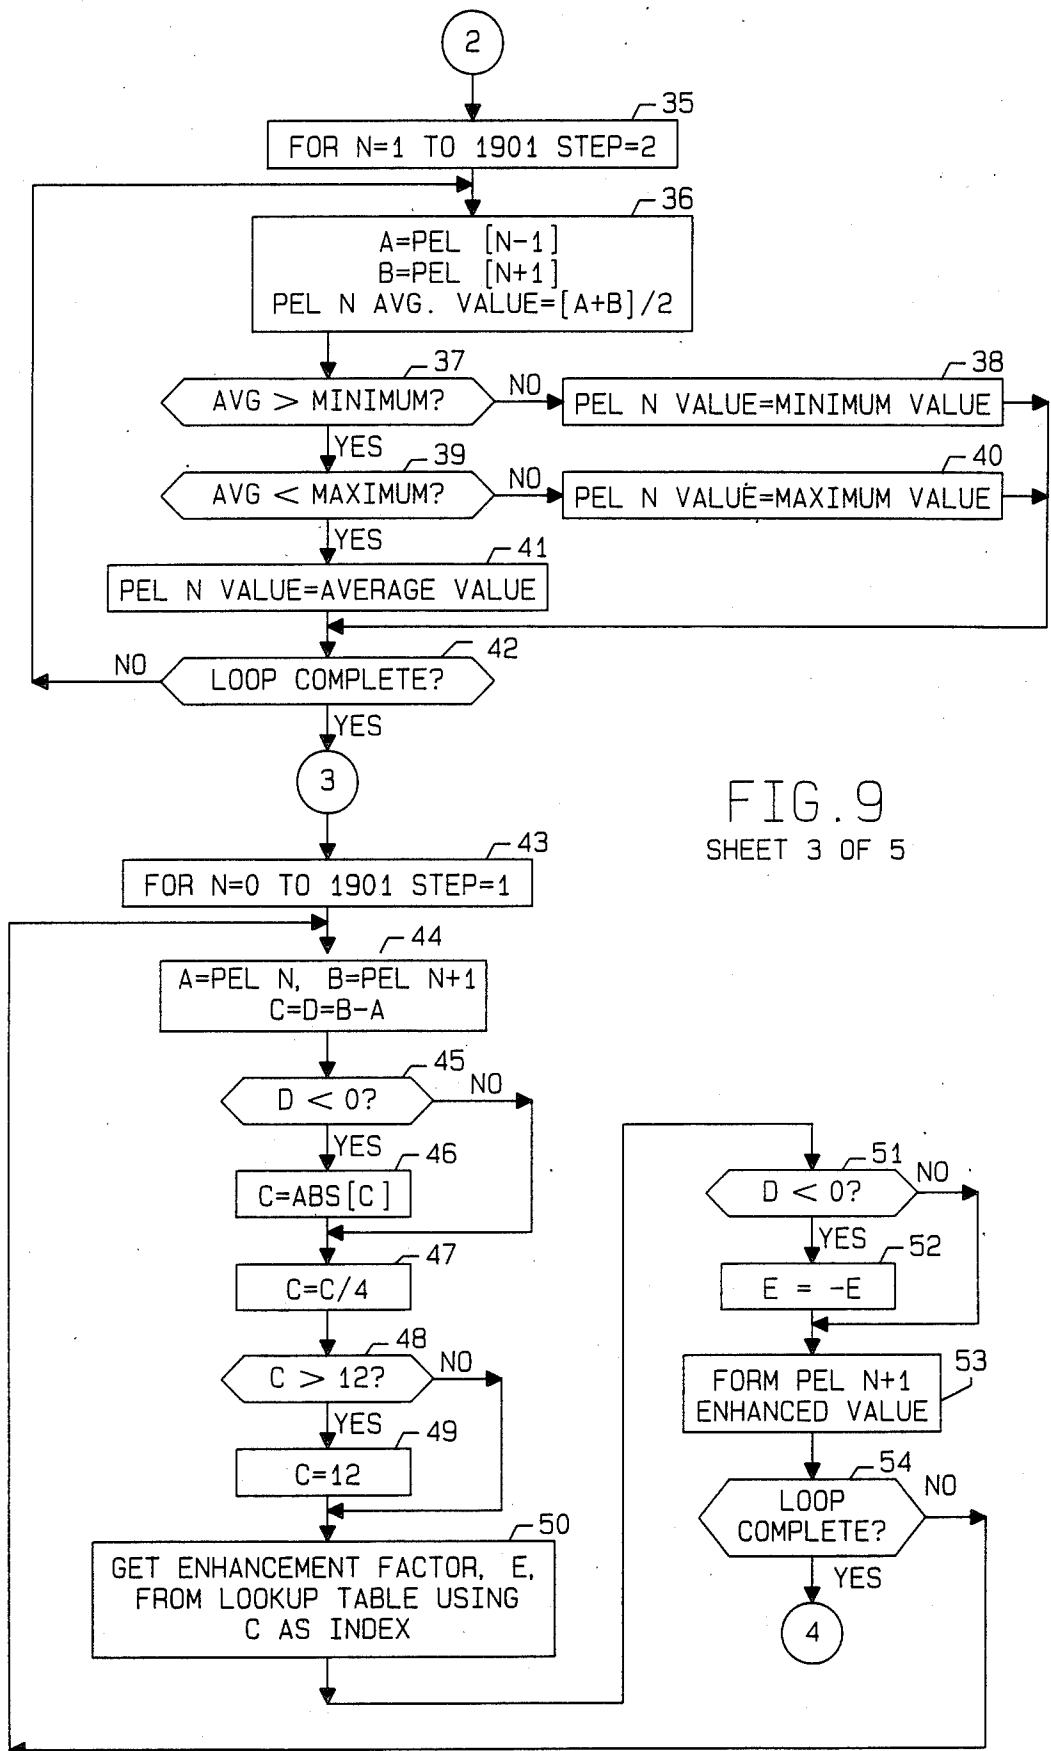 2
35
FOR N=1 TO 1901 STEP=2
36
A=PEL [N-1]
B=PEL [N+1]
PEL N AVG. VALUE=[A+B]/2
37
AVG > MINIMUM?
NO
38
PEL N VALUE=MINIMUM VALUE
YES
39
AVG < MAXIMUM?
NO
40
PEL N VALUE=MAXIMUM VALUE
YES
41
PEL N VALUE=AVERAGE VALUE
42
NO
LOOP COMPLETE?
YES
3
FIG.9
SHEET 3 OF 5
43
FOR N=0 TO 1901 STEP=1
44
A=PEL N, B=PEL N+1
C=D=B-A
45
D < 0?
NO
YES
46
C=ABS[C]
47
C=C/4
48
C > 12?
NO
YES
49
C=12
50
GET ENHANCEMENT FACTOR, E,
FROM LOOKUP TABLE USING
C AS INDEX
51
D < 0?
NO
YES
52
E = -E
53
FORM PEL N+1
ENHANCED VALUE
54
LOOP
COMPLETE?
NO
YES
4